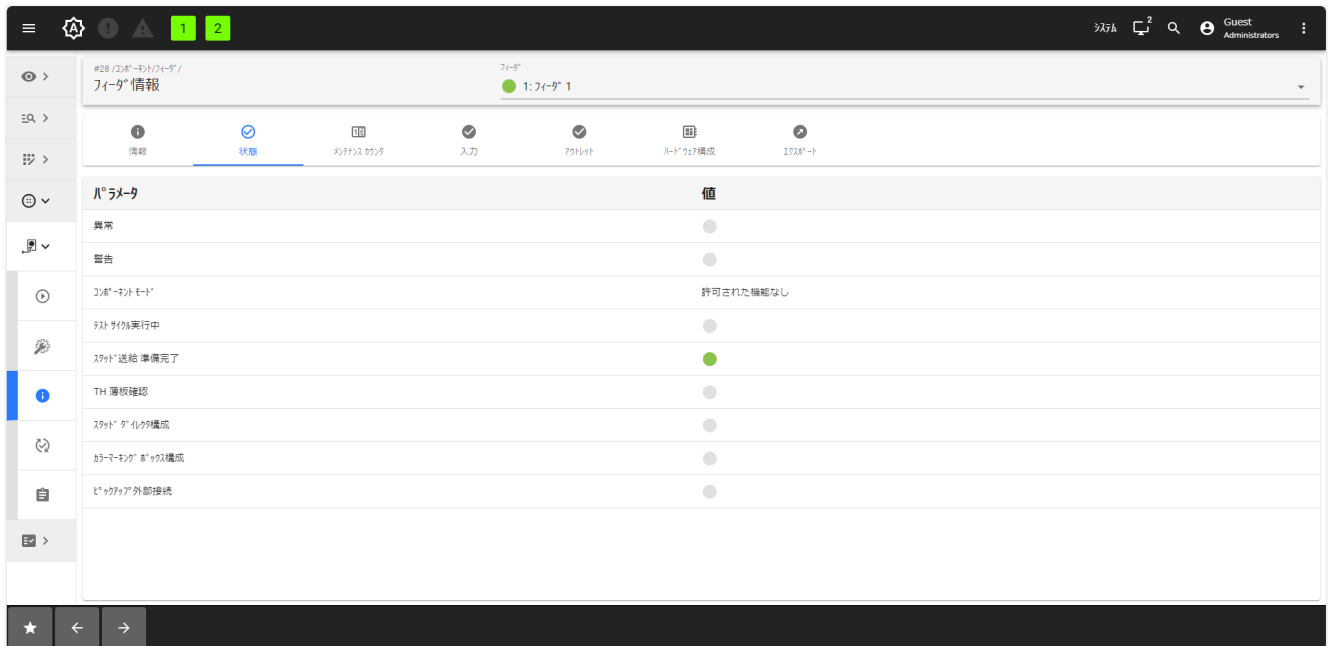 1
2
ｼｽﾃﾑ
2
Guest
Administrators
#28 /ｺﾝﾎﾟｰﾈﾝﾄ/ﾌｨｰﾀﾞ/
ﾌｨｰﾀﾞ情報
ﾌｨｰﾀﾞ
1: ﾌｨｰﾀﾞ 1
情報
状態
ﾒﾝﾃﾅﾝｽ ｶｳﾝﾀ
入力
ｱｳﾄﾚｯﾄ
ﾊｰﾄﾞｳｪｱ構成
ｴｸｽﾎﾟｰﾄ
ﾊﾟﾗﾒｰﾀ
値
異常
警告
ｺﾝﾎﾟｰﾈﾝﾄ ﾓｰﾄﾞ
許可された機能なし
ﾃｽﾄ ｻｲｸﾙ実行中
ｽﾀｯﾄﾞ送給 準備完了
TH 薄板確認
ｽﾀｯﾄﾞ ﾀﾞｲﾚｸﾀ構成
ｶﾗｰﾏｰｷﾝｸﾞ ﾎﾞｯｸｽ構成
ﾋﾟｯｸｱｯﾌﾟ外部接続